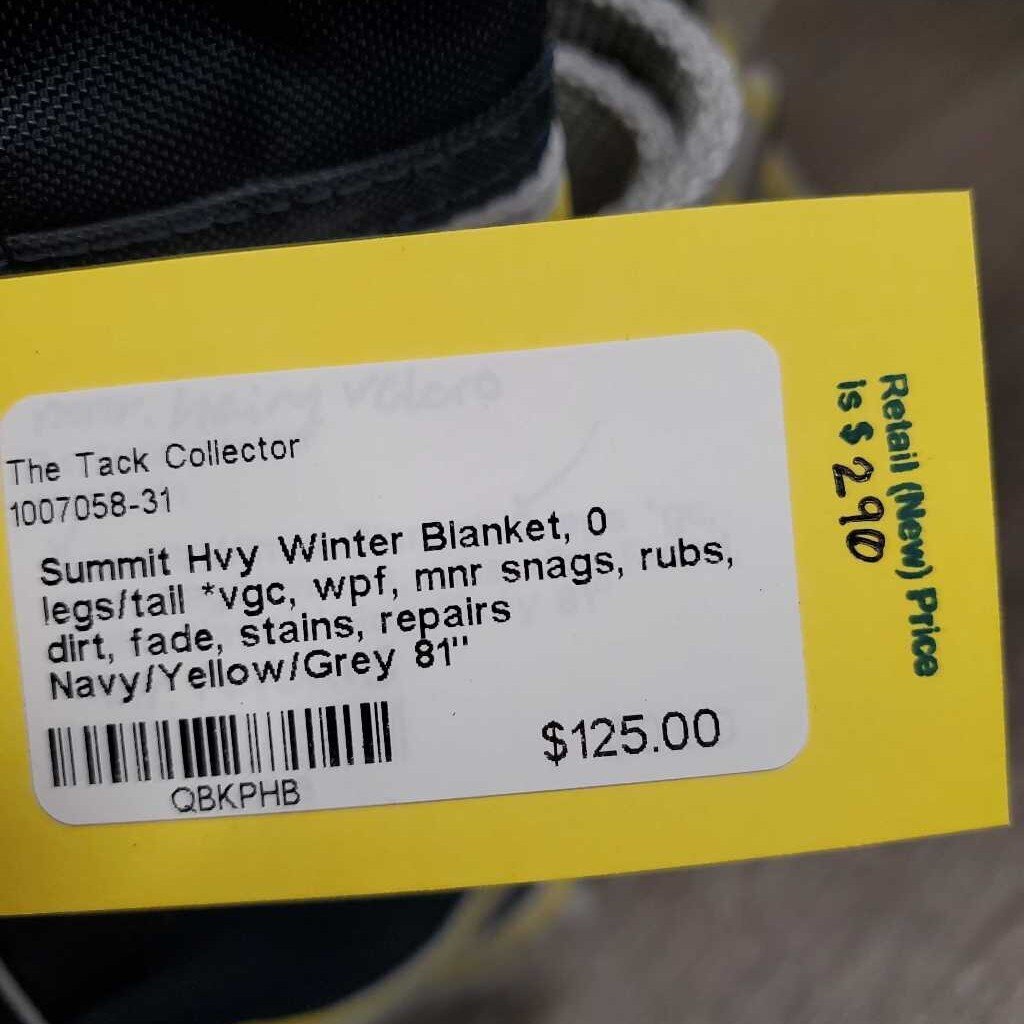 The Tack Collector
1007058-31
Summit Hvy Winter Blanket, 0
legs/tail *vgc, wpf, mnr snags, rubs,
dirt, fade, stains, repairs
Navy/Yellow/Grey 81"
$125.00
QBKPHB
Retail (New) Price
is $ 290